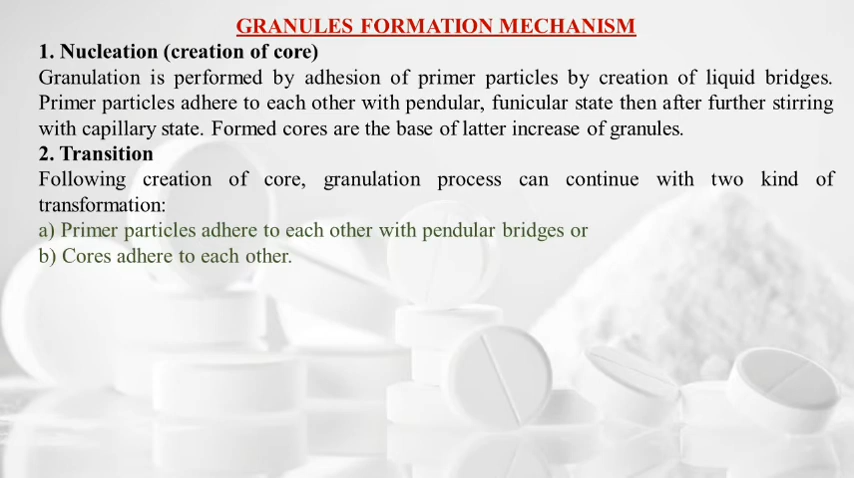 GRANULES FORMATION MECHANISM
1. Nucleation (creation of core)
Granulation is performed by adhesion of primer particles by creation of liquid bridges.
Primer particles adhere to each other with pendular, funicular state then after further stirring
with capillary state. Formed cores are the base of latter increase of granules.
2. Transition
Following creation of core, granulation process can continue with two kind of
transformation:
a) Primer particles adhere to each other with pendular bridges or
b) Cores adhere to each other.